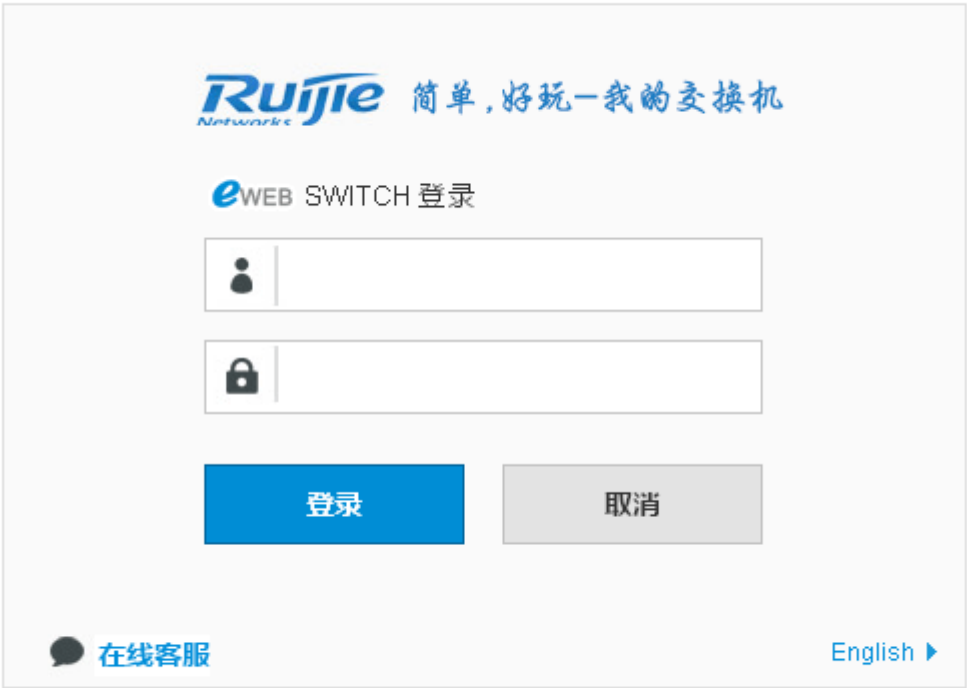 Ruijie 简单,好玩—我的交换机
Networks
eWEB SWITCH 登录
登录
取消
在线客服
English